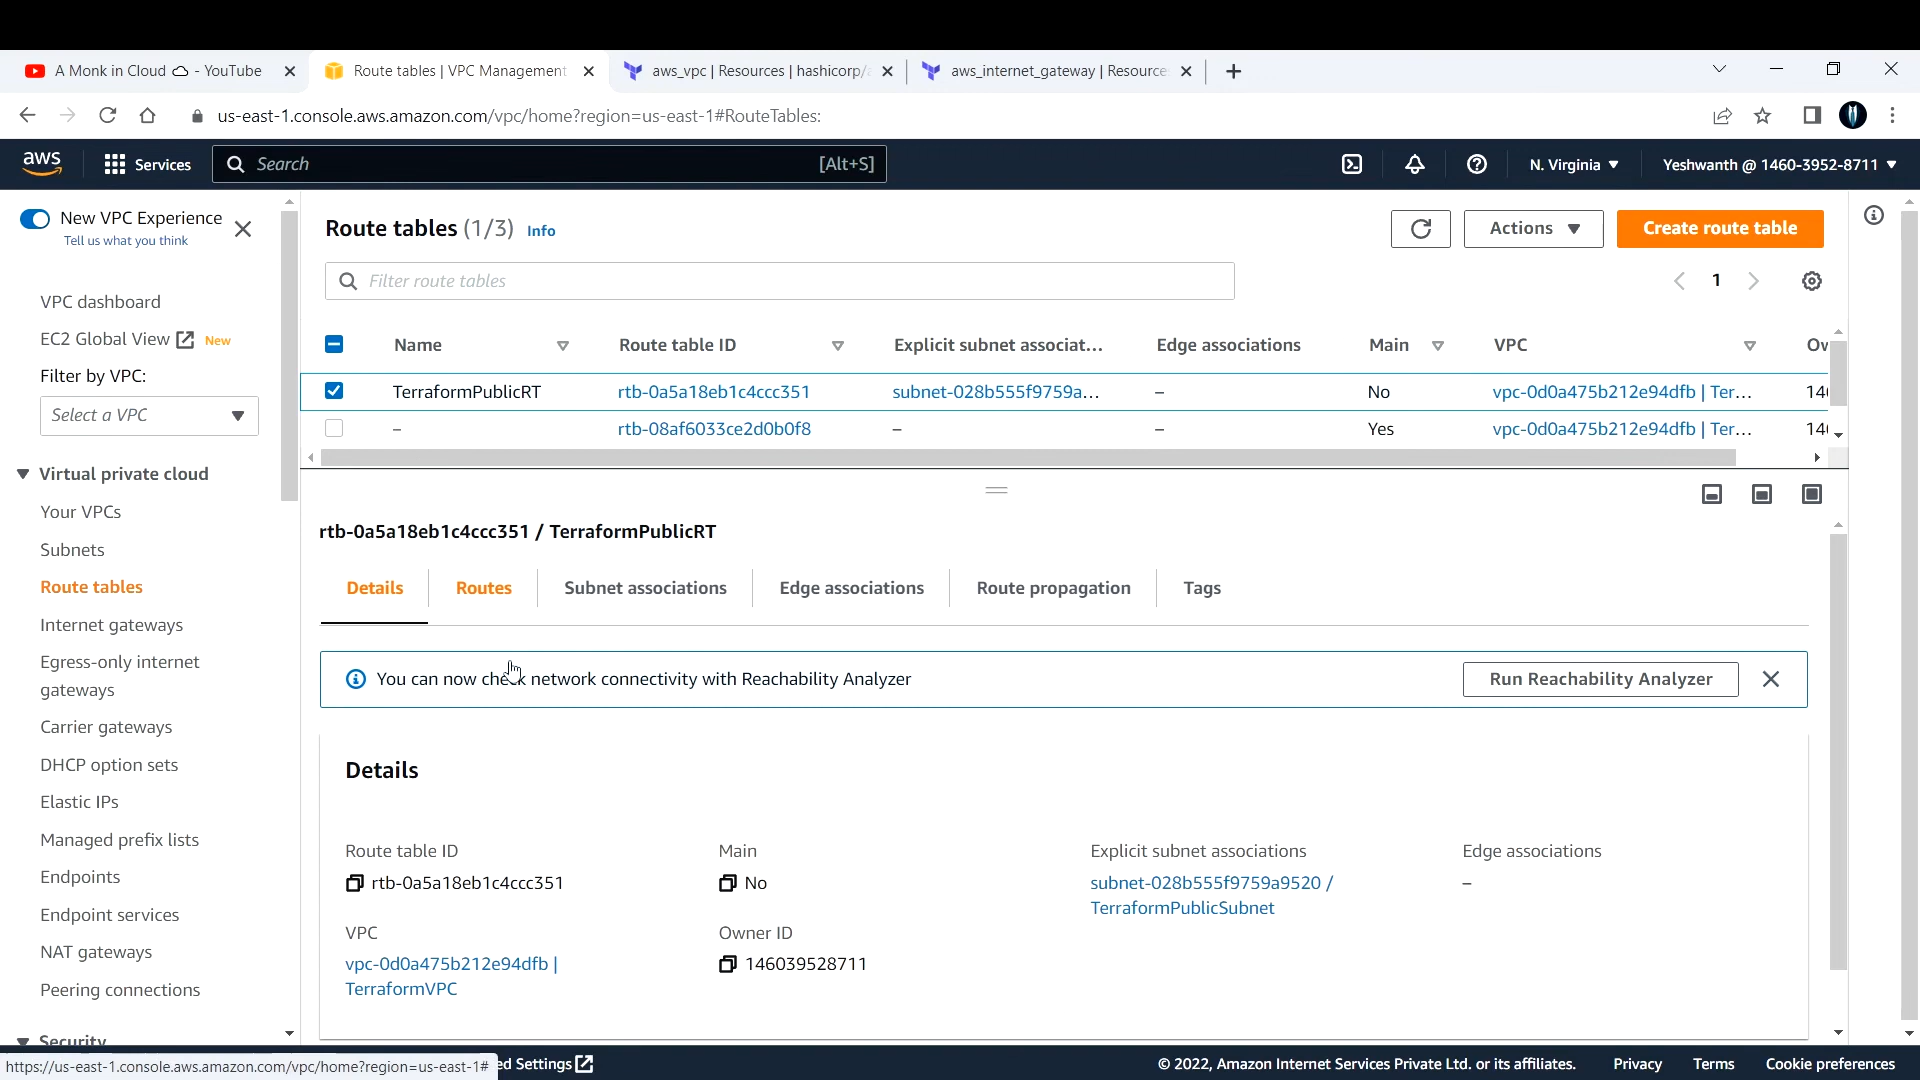 A Monk in Cloud - YouTube
Route tables | VPC Management
aws_vpc | Resources | hashicorp/a
aws_internet_gateway | Resource
us-east-1.console.aws.amazon.com/vpc/home?region=us-east-1#RouteTables:
aws
Services
Search
[Alt+S]
N. Virginia
Yeshwanth @ 1460-3952-8711
New VPC Experience
Tell us what you think
VPC dashboard
EC2 Global View New
Filter by VPC:
Select a VPC
Virtual private cloud
Your VPCs
Subnets
Route tables
Internet gateways
Egress-only internet
gateways
Carrier gateways
DHCP option sets
Elastic IPs
Managed prefix lists
Endpoints
Endpoint services
NAT gateways
Peering connections
Security
Route tables (1/3) Info
Actions
Create route table
Filter route tables
1
Name Route table ID Explicit subnet associat... Edge associations Main VPC Ow
TerraformPublicRT rtb-0a5a18eb1c4ccc351 subnet-028b555f9759a... – No vpc-0d0a475b212e94dfb | Ter... 140
– rtb-08af6033ce2d0b0f8 – – Yes vpc-0d0a475b212e94dfb | Ter... 140
rtb-0a5a18eb1c4ccc351 / TerraformPublicRT
Details Routes Subnet associations Edge associations Route propagation Tags
You can now check network connectivity with Reachability Analyzer
Run Reachability Analyzer
Details
Route table ID
rtb-0a5a18eb1c4ccc351
Main
No
Explicit subnet associations
subnet-028b555f9759a9520 /
TerraformPublicSubnet
Edge associations
–
VPC
vpc-0d0a475b212e94dfb |
TerraformVPC
Owner ID
146039528711
https://us-east-1.console.aws.amazon.com/vpc/home?region=us-east-1#
ed Settings
© 2022, Amazon Internet Services Private Ltd. or its affiliates.
Privacy
Terms
Cookie preferences